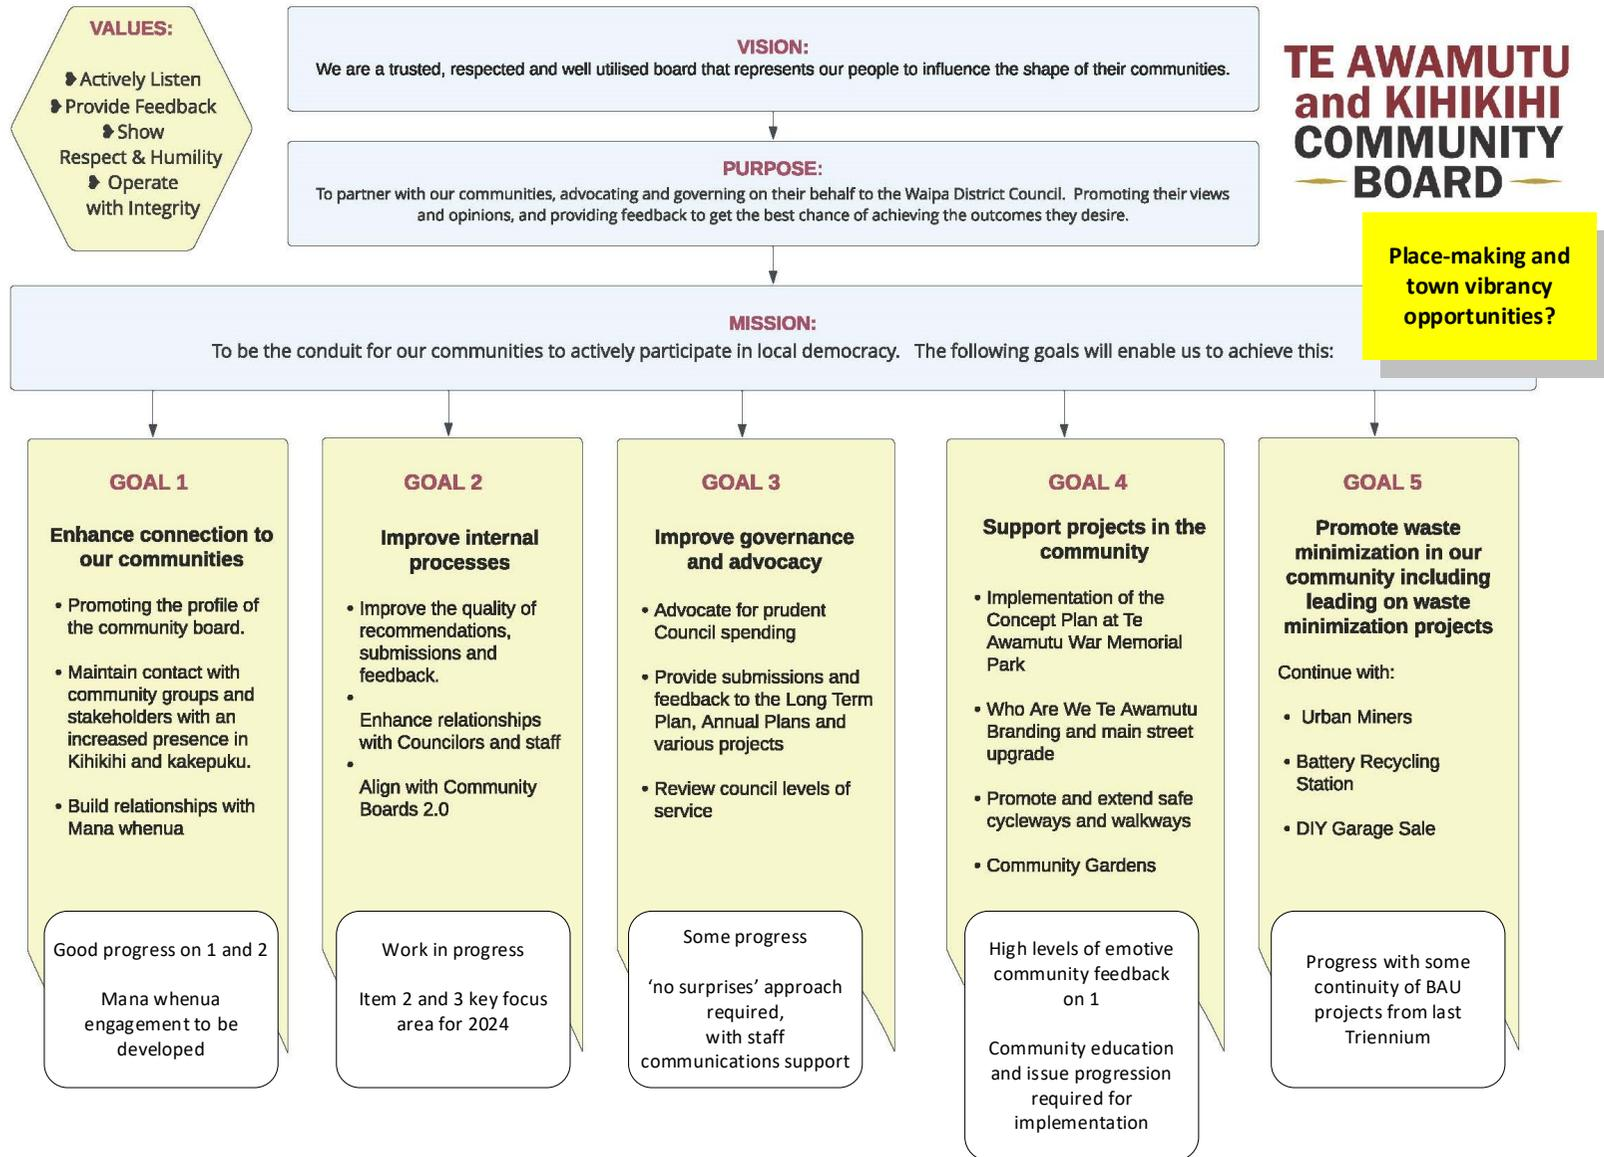 VALUES:
❥Actively Listen
❥Provide Feedback
❥Show
Respect & Humility
❥ Operate
with Integrity
VISION:
We are a trusted, respected and well utilised board that represents our people to influence the shape of their communities.
PURPOSE:
To partner with our communities, advocating and governing on their behalf to the Waipa District Council. Promoting their views
and opinions, and providing feedback to get the best chance of achieving the outcomes they desire.
TE AWAMUTU
and KIHIKIHI
COMMUNITY
BOARD
Place-making and
town vibrancy
opportunities?
MISSION:
To be the conduit for our communities to actively participate in local democracy. The following goals will enable us to achieve this:
GOAL 1
Enhance connection to
our communities
• Promoting the profile of
the community board.
• Maintain contact with
community groups and
stakeholders with an
increased presence in
Kihikihi and kakepuku.
• Build relationships with
Mana whenua
Good progress on 1 and 2
Mana whenua
engagement to be
developed
GOAL 2
Improve internal
processes
• Improve the quality of
recommendations,
submissions and
feedback.
•
Enhance relationships
with Councilors and staff
•
Align with Community
Boards 2.0
Work in progress
Item 2 and 3 key focus
area for 2024
GOAL 3
Improve governance
and advocacy
• Advocate for prudent
Council spending
• Provide submissions and
feedback to the Long Term
Plan, Annual Plans and
various projects
• Review council levels of
service
Some progress
‘no surprises’ approach
required,
with staff
communications support
GOAL 4
Support projects in the
community
• Implementation of the
Concept Plan at Te
Awamutu War Memorial
Park
• Who Are We Te Awamutu
Branding and main street
upgrade
• Promote and extend safe
cycleways and walkways
• Community Gardens
High levels of emotive
community feedback
on 1
Community education
and issue progression
required for
implementation
GOAL 5
Promote waste
minimization in our
community including
leading on waste
minimization projects
Continue with:
• Urban Miners
• Battery Recycling
Station
• DIY Garage Sale
Progress with some
continuity of BAU
projects from last
Triennium